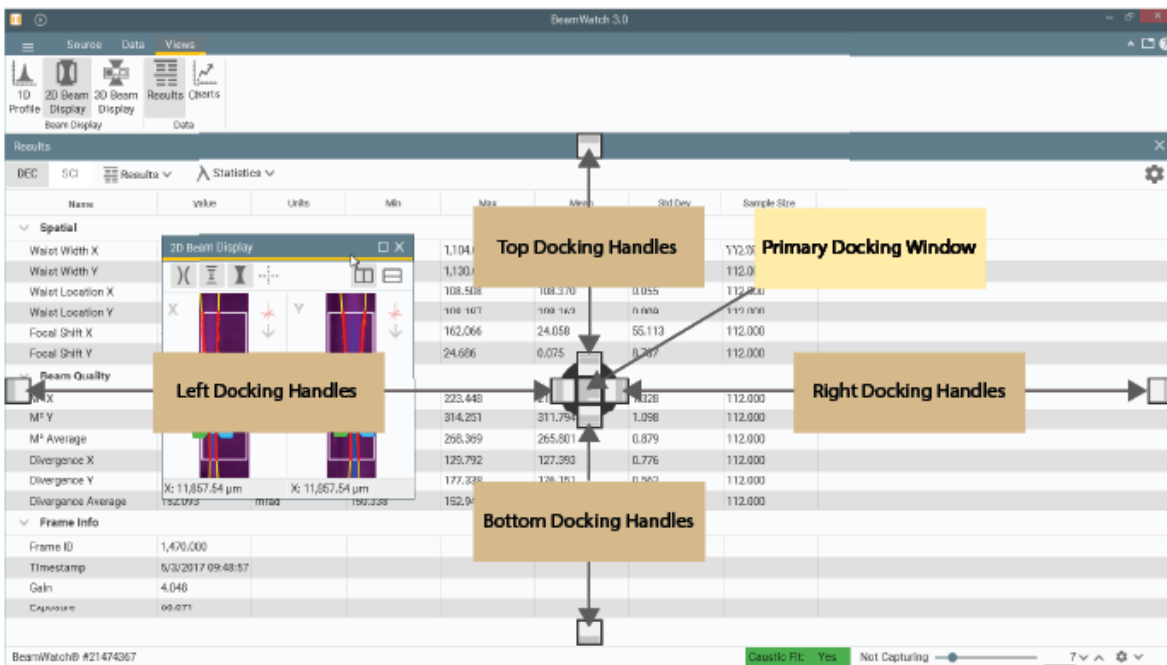 BeamWatch 3.0
Source Data Views
1D Profile
2D Beam Display
3D Beam Display
Results
Charts
Beam Display
Data
Results
DEC SCI Results Statistics
Name Value Units Min Max Mean Std Dev Sample Size
Spatial
Waist Width X
Waist Width Y
Waist Location X 108.508 108.370 0.055 112.000
Waist Location Y
Focal Shift X 162.066 24.058 55.113 112.000
Focal Shift Y 24.686 0.075 112.000
Beam Quality
223.448 112.000
M² Y 314.251 311.794 1.098 112.000
M² Average 268.369 265.801 0.879 112.000
Divergence X 129.792 127.393 0.776 112.000
Divergence Y 112.000
Divergence Average 152.093 mrad 150.338 112.000
Frame Info
Frame ID 1,470.000
Timestamp 5/3/2017 09:48:57
Gain 4.048
Exposure
2D Beam Display
X Y
X: 11,857.54 µm X: 11,857.54 µm
Top Docking Handles
Primary Docking Window
Left Docking Handles
Right Docking Handles
Bottom Docking Handles
BeamWatch® #21474367 Caustic Fit: Yes Not Capturing 7